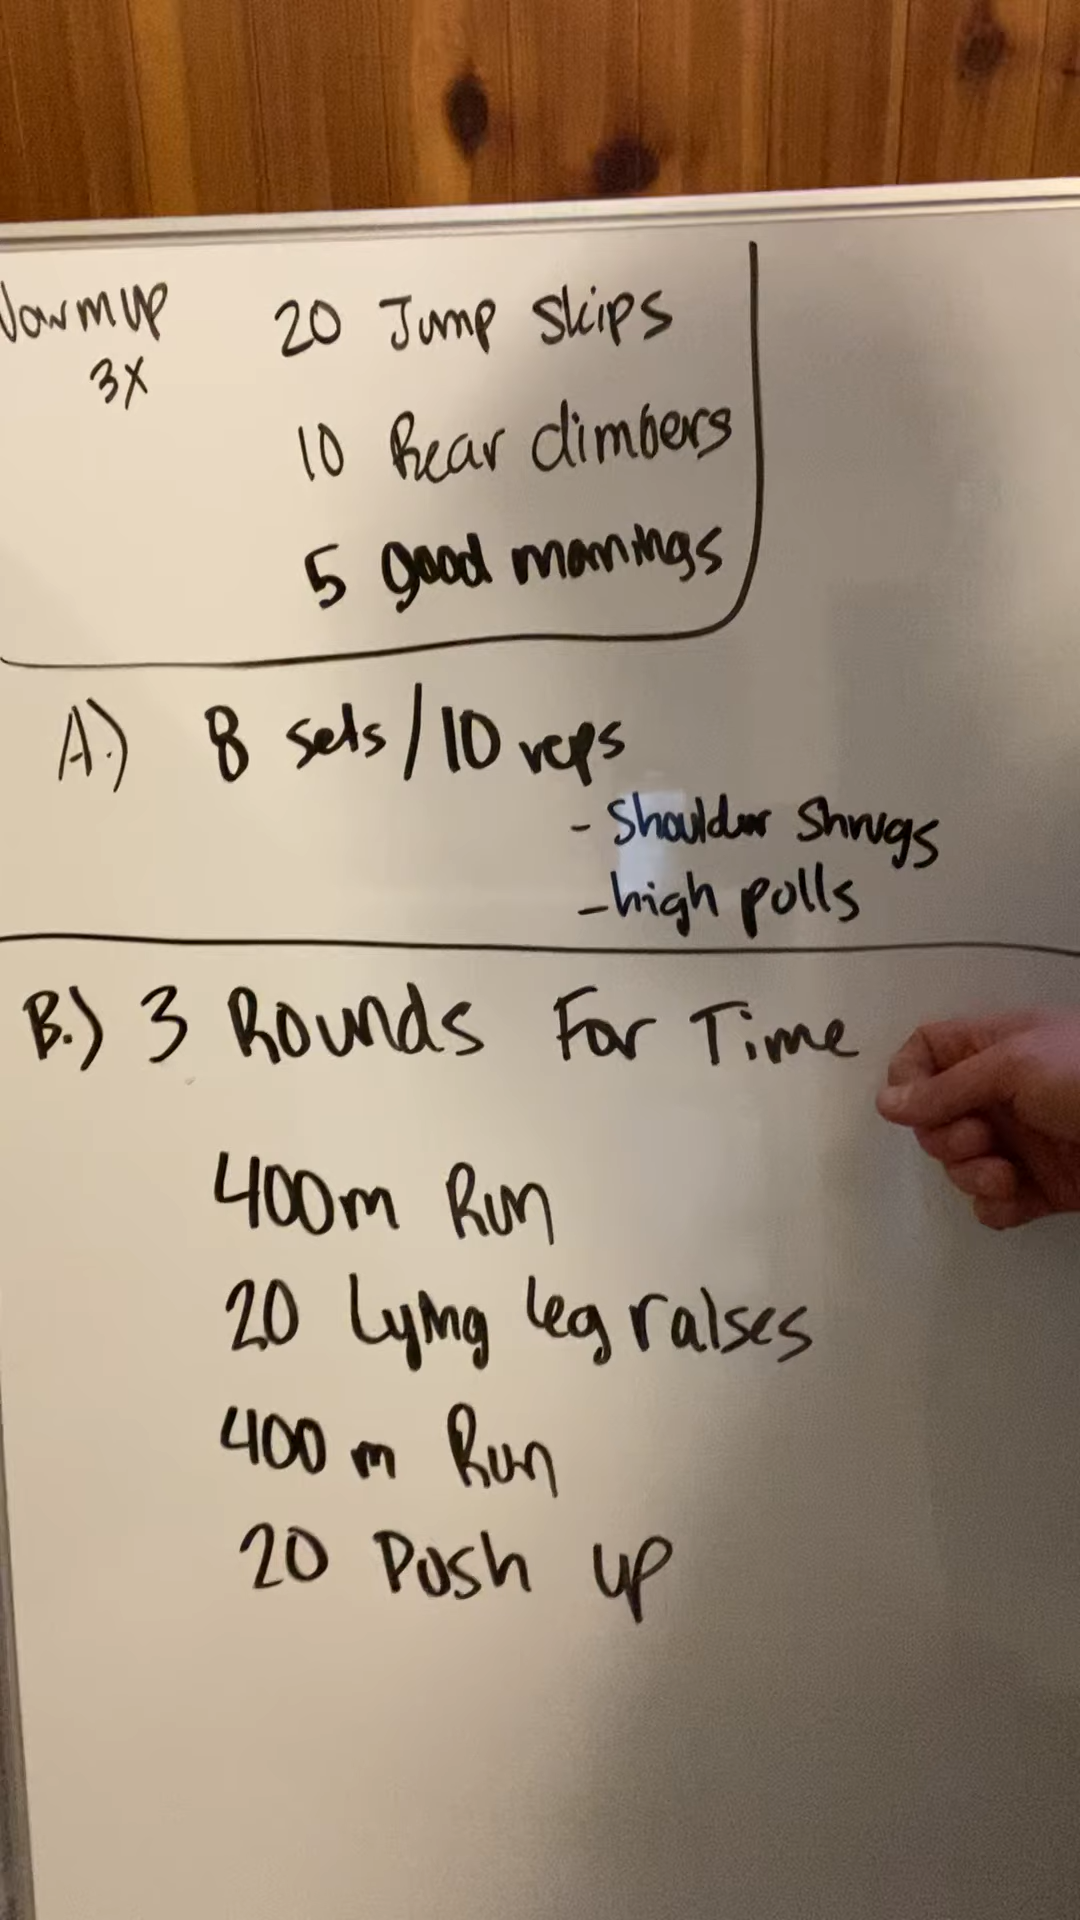 Warmup 20 Jump Skips
3x
10 Rear climbers
5 good mornings
A.) 8 sets/10 reps
- Shoulder Shrugs
- high pulls
B.) 3 Rounds For Time
400m Run
20 Lying leg raises
400 m Run
20 Push up